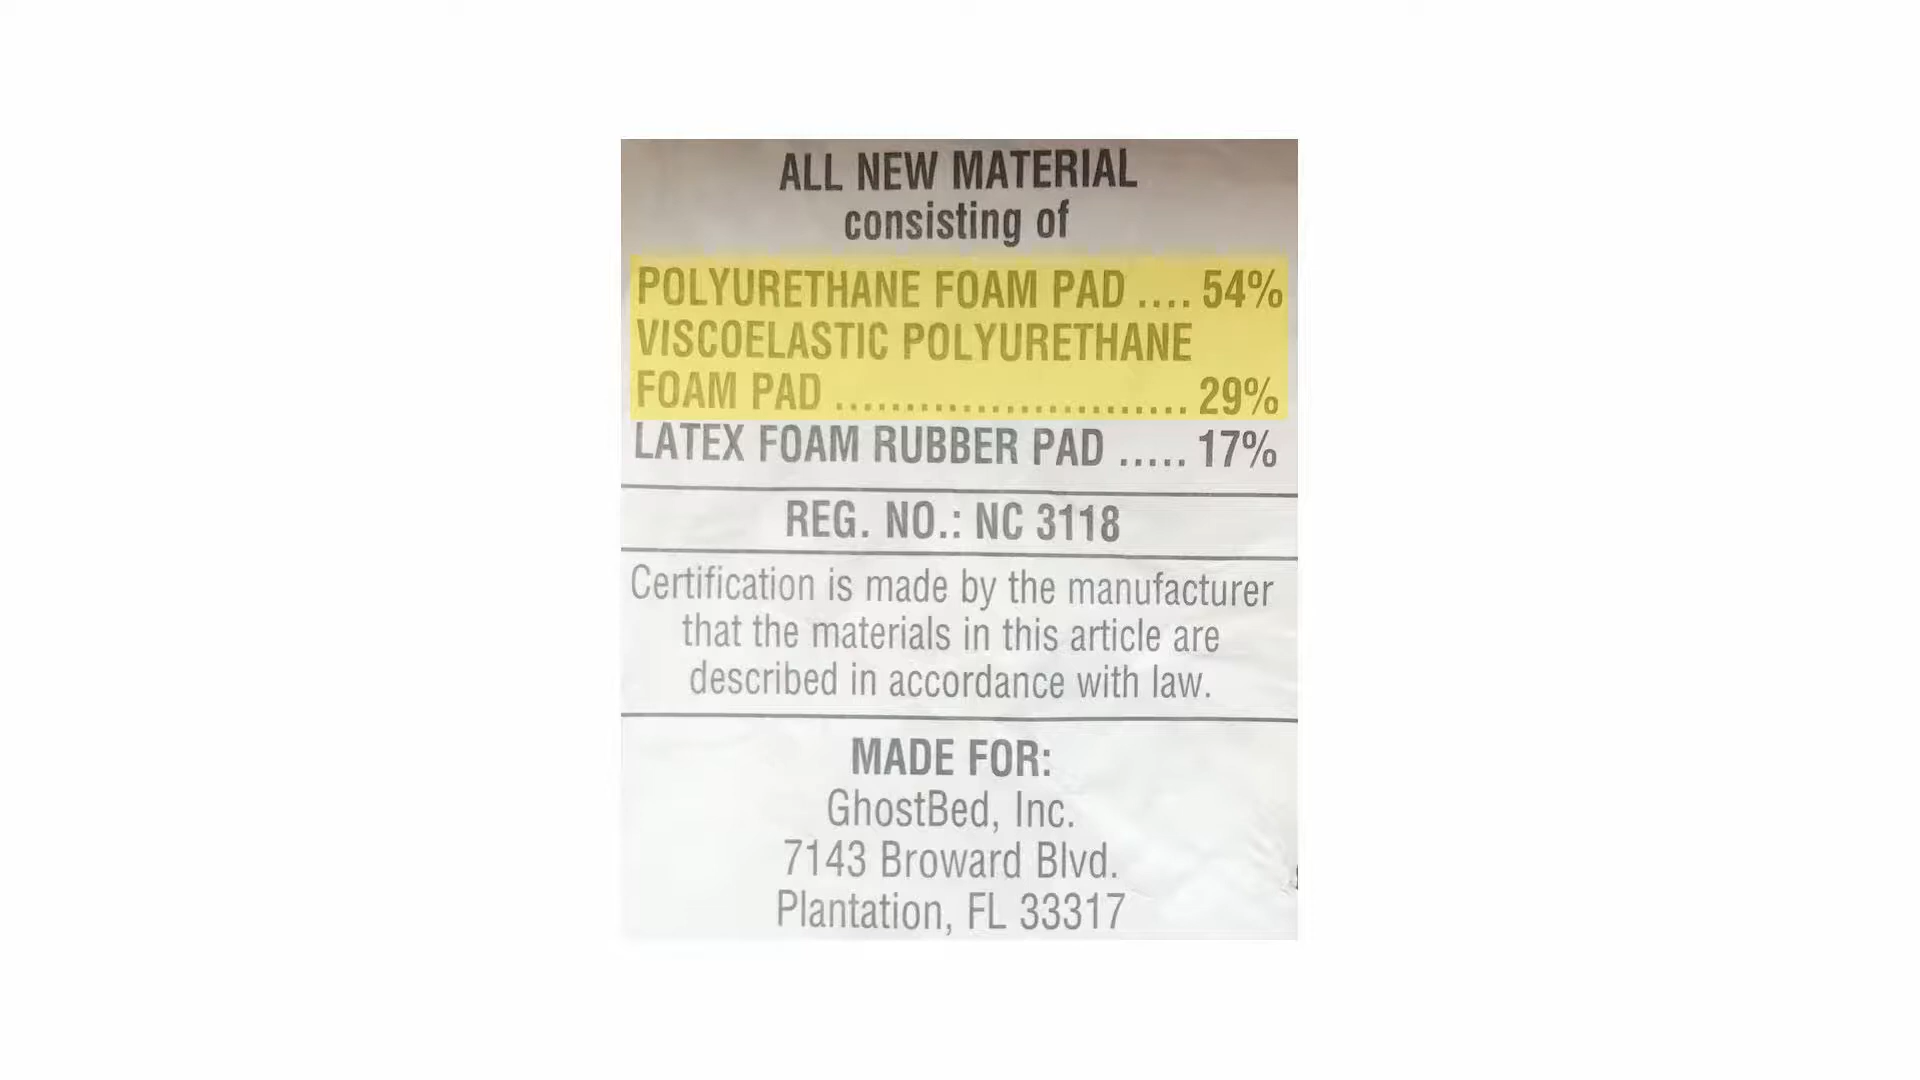 ALL NEW MATERIAL
consisting of
POLYURETHANE FOAM PAD .... 54%
VISCOELASTIC POLYURETHANE
FOAM PAD ......................... 29%
LATEX FOAM RUBBER PAD ..... 17%
REG. NO.: NC 3118
Certification is made by the manufacturer
that the materials in this article are
described in accordance with law.
MADE FOR:
GhostBed, Inc.
7143 Broward Blvd.
Plantation, FL 33317